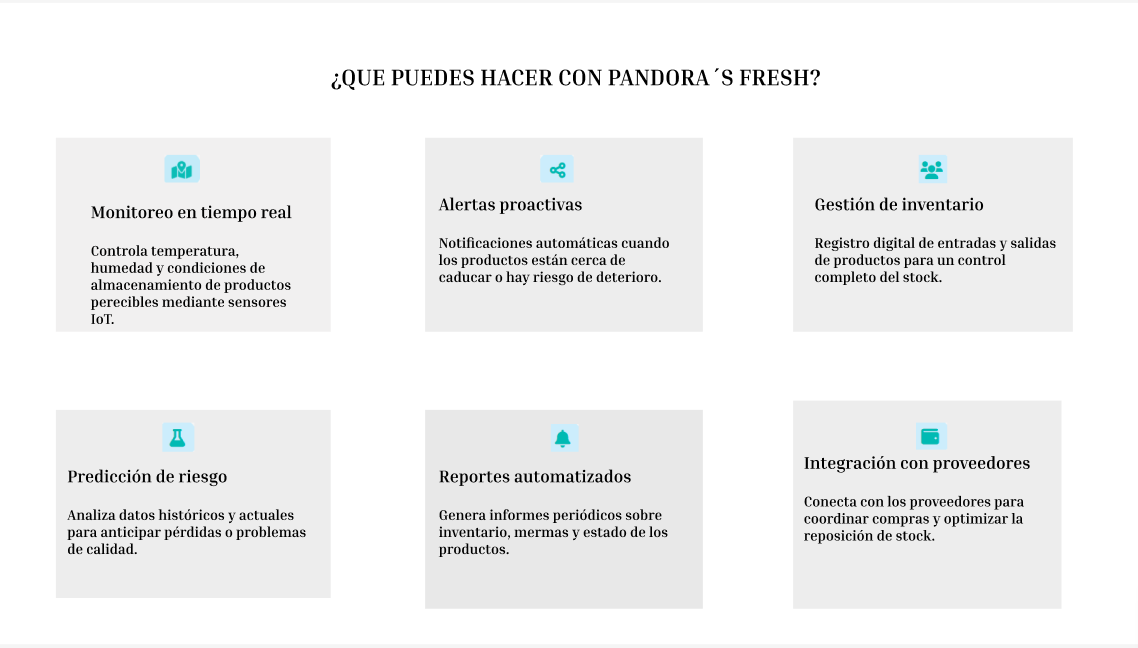 ¿QUE PUEDES HACER CON PANDORA ´S FRESH?
Monitoreo en tiempo real
Controla temperatura,
humedad y condiciones de
almacenamiento de productos
perecibles mediante sensores
IoT.
Alertas proactivas
Notificaciones automáticas cuando
los productos están cerca de
caducar o hay riesgo de deterioro.
Gestión de inventario
Registro digital de entradas y salidas
de productos para un control
completo del stock.
Predicción de riesgo
Analiza datos históricos y actuales
para anticipar pérdidas o problemas
de calidad.
Reportes automatizados
Genera informes periódicos sobre
inventario, mermas y estado de los
productos.
Integración con proveedores
Conecta con los proveedores para
coordinar compras y optimizar la
reposición de stock.